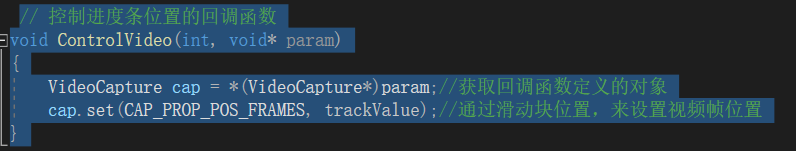 // 控制进度条位置的回调函数
void ControlVideo(int, void* param)
{
VideoCapture cap = *(VideoCapture*)param;//获取回调函数定义的对象
cap.set(CAP_PROP_POS_FRAMES, trackValue);//通过滑动块位置，来设置视频帧位置
}